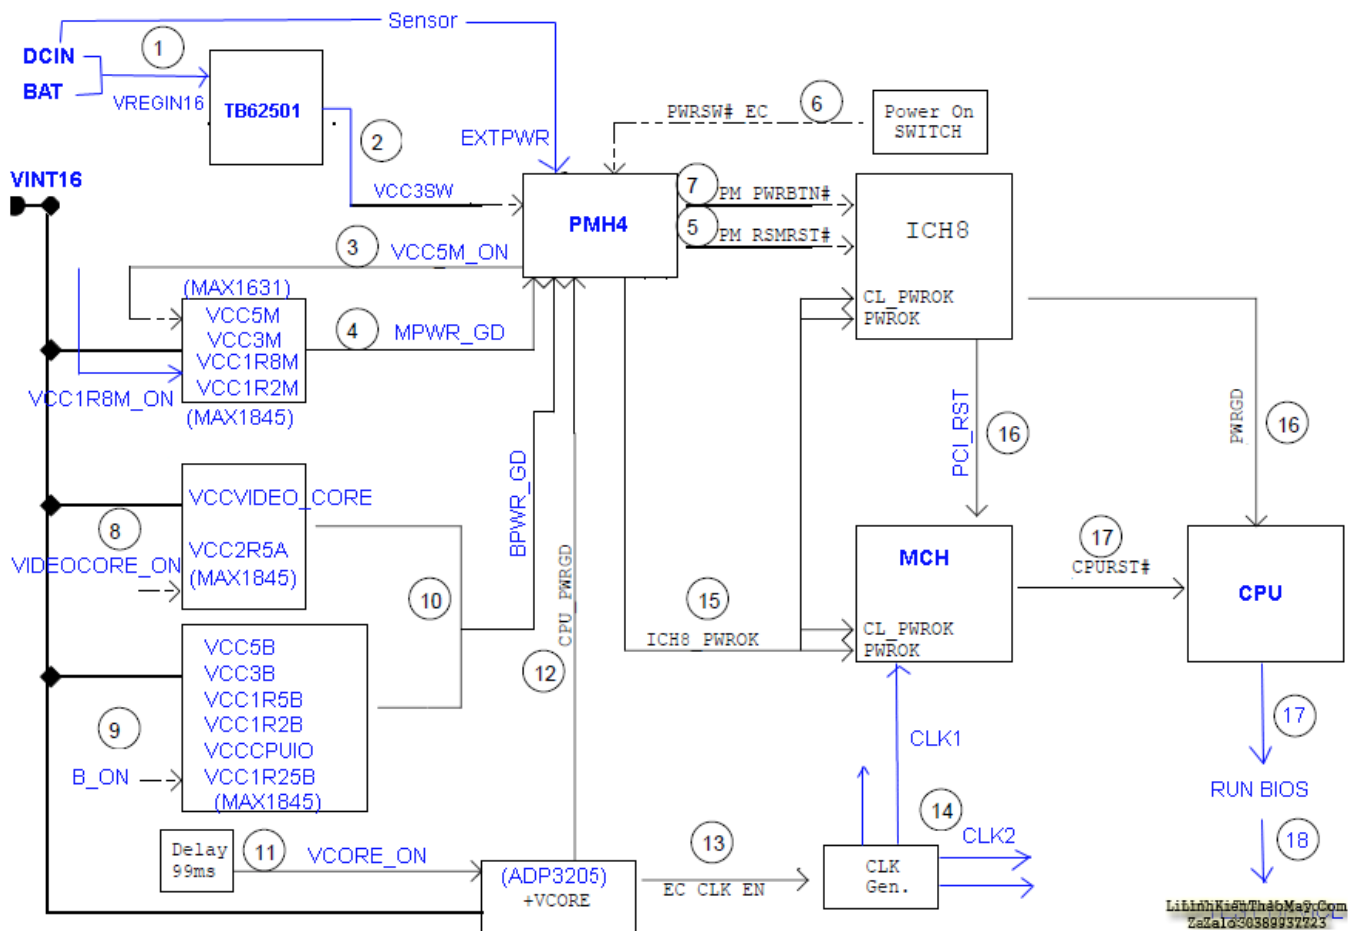 Sensor
DCIN
1
BAT
VREGIN16
TB62501
2
EXTPWR
PWRSW# EC
6
Power On
SWITCH
VINT16
VCC3SW
PMH4
7
PM PWRBTN#
5
PM RSMRST#
ICH8
3
VCC5M_ON
CL_PWROK
PWROK
(MAX1631)
VCC5M
VCC3M
VCC1R8M
VCC1R2M
(MAX1845)
4
MPWR_GD
VCC1R8M_ON
PCI_RST
16
PWRGD
16
VCCVIDEO_CORE
8
VCC2R5A
VIDEOCORE_ON
(MAX1845)
10
BPWR_GD
CPU_PWRGD
12
15
ICH8_PWROK
MCH
CL_PWROK
PWROK
17
CPURST#
CPU
VCC5B
VCC3B
VCC1R5B
VCC1R2B
VCCCPUIO
VCC1R25B
(MAX1845)
9
B_ON
CLK1
17
RUN BIOS
18
Delay
99ms
11
VCORE_ON
(ADP3205)
+VCORE
13
EC CLK EN
CLK
Gen.
14
CLK2
LiLinhKienThaoMay.Com
ZaZalo:0389937723